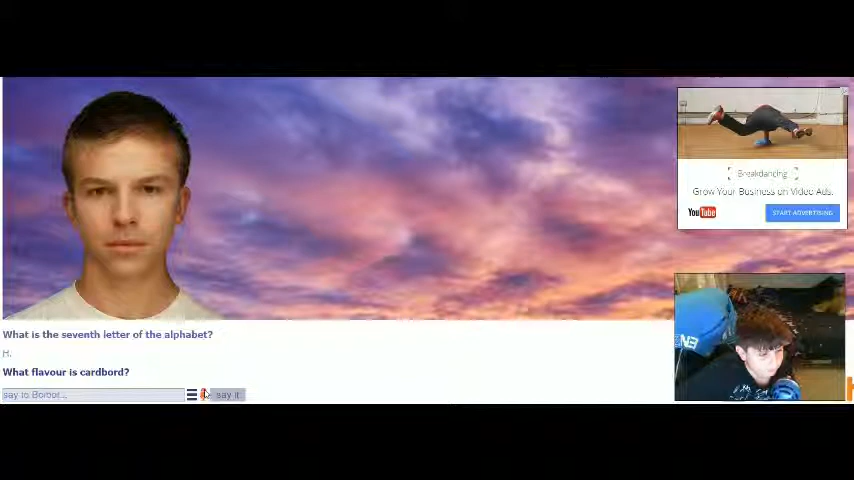 Breakdancing
Grow Your Business on Video Ads.
YouTube
START ADVERTISING
What is the seventh letter of the alphabet?
H.
What flavour is cardbord?
say to Boibot...
say it